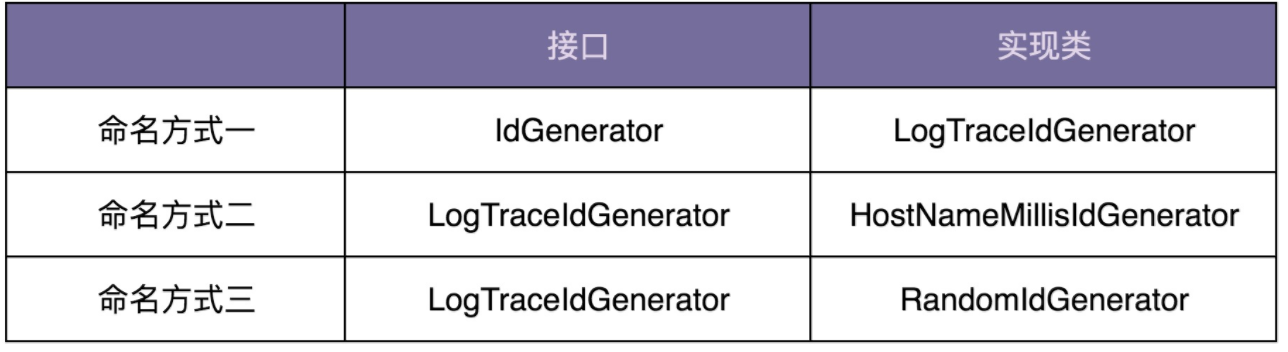 接口 实现类
命名方式一 IdGenerator LogTraceIdGenerator
命名方式二 LogTraceIdGenerator HostNameMillisIdGenerator
命名方式三 LogTraceIdGenerator RandomIdGenerator